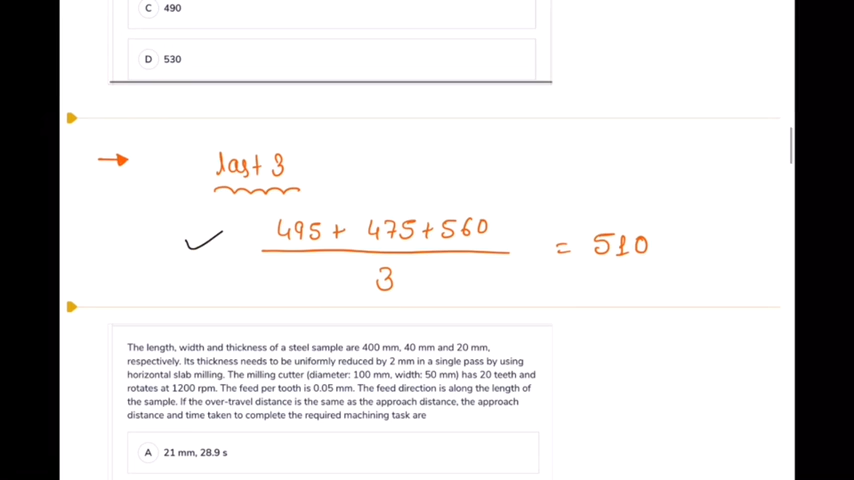 C 490
D 530
last 3
495 + 475 + 560
3
= 510
The length, width and thickness of a steel sample are 400 mm, 40 mm and 20 mm,
respectively. Its thickness needs to be uniformly reduced by 2 mm in a single pass by using
horizontal slab milling. The milling cutter (diameter: 100 mm, width: 50 mm) has 20 teeth and
rotates at 1200 rpm. The feed per tooth is 0.05 mm. The feed direction is along the length of
the sample. If the over-travel distance is the same as the approach distance, the approach
distance and time taken to complete the required machining task are
A 21 mm, 28.9 s